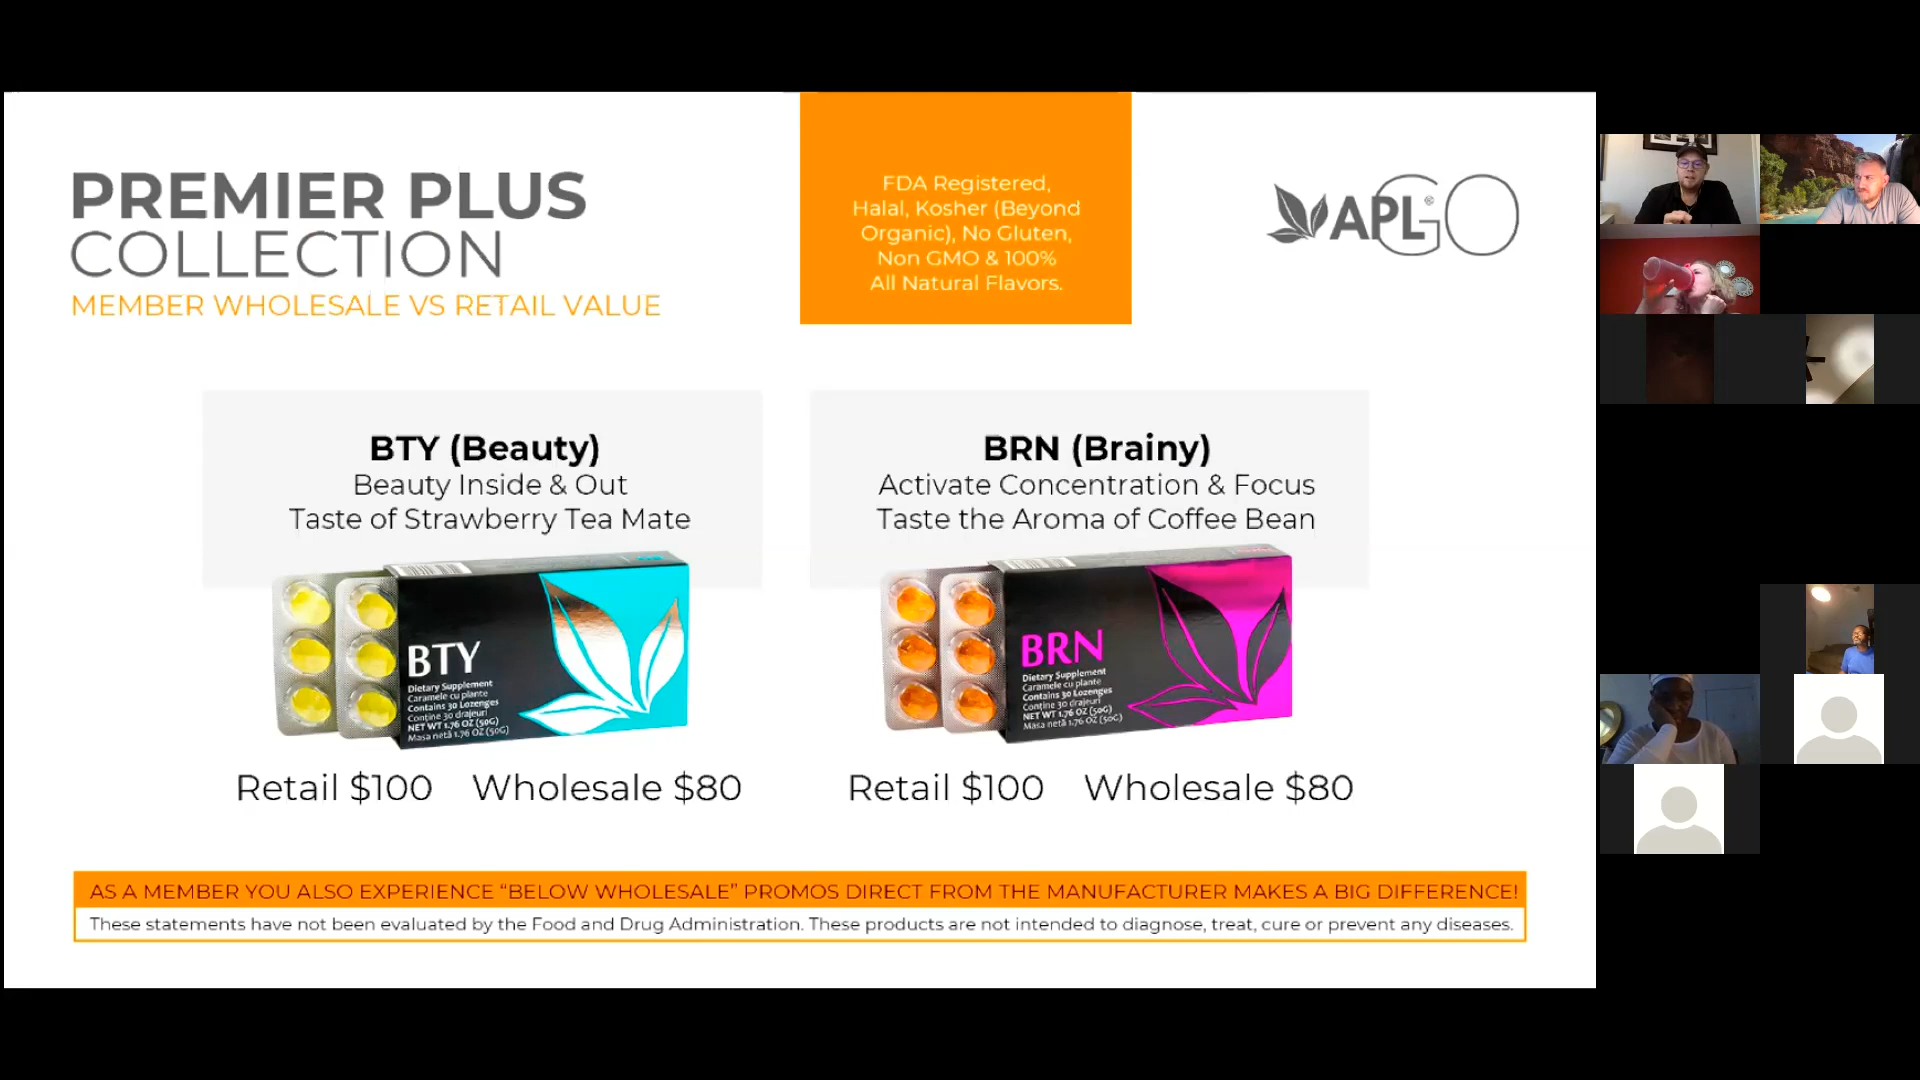 PREMIER PLUS
COLLECTION
MEMBER WHOLESALE VS RETAIL VALUE
FDA Registered,
Halal, Kosher (Beyond
Organic), No Gluten,
Non GMO & 100%
All Natural Flavors.
APLGO®
BTY (Beauty)
Beauty Inside & Out
Taste of Strawberry Tea Mate
BTY
Dietary Supplement
Caramele cu plante
Contains 30 Lozenges
Conține 30 drajeuri
NET WT 1.76 OZ (50G)
Masa netă 1.76 OZ (50G)
Retail $100 Wholesale $80
BRN (Brainy)
Activate Concentration & Focus
Taste the Aroma of Coffee Bean
BRN
Dietary Supplement
Caramele cu plante
Contains 30 Lozenges
Conține 30 drajeuri
NET WT 1.76 OZ (50G)
Masa netă 1.76 OZ (50G)
Retail $100 Wholesale $80
AS A MEMBER YOU ALSO EXPERIENCE “BELOW WHOLESALE” PROMOS DIRECT FROM THE MANUFACTURER MAKES A BIG DIFFERENCE!
These statements have not been evaluated by the Food and Drug Administration. These products are not intended to diagnose, treat, cure or prevent any diseases.